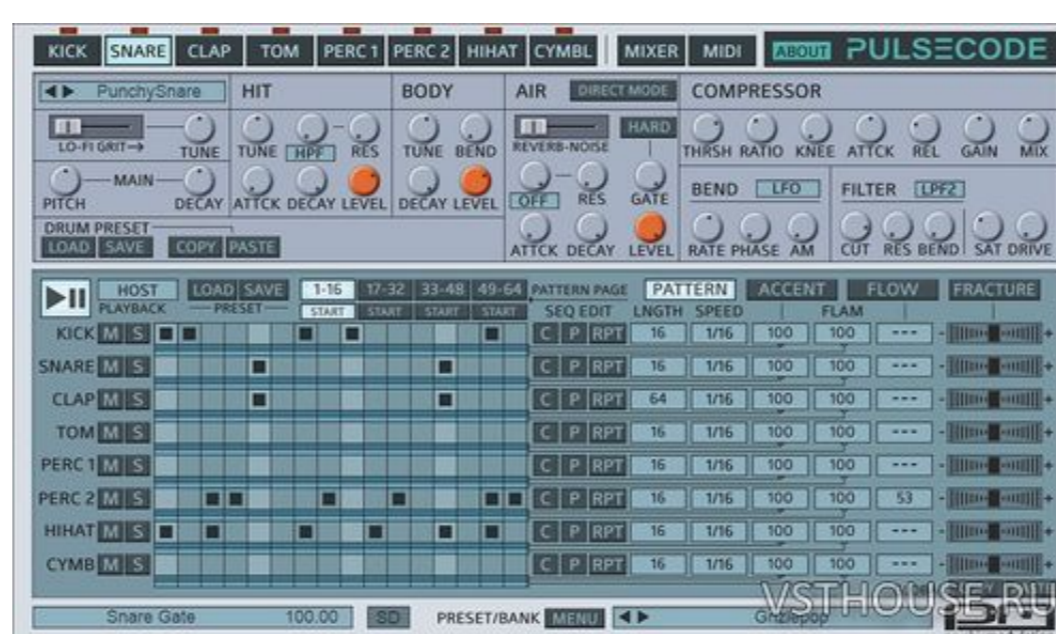 KICK SNARE CLAP TOM PERC 1 PERC 2 HIHAT CYMBL MIXER MIDI ABOUT PULSECODE
PunchySnare HIT BODY AIR DIRECT MODE COMPRESSOR
LO-FI GRIT→ TUNE TUNE HPF RES TUNE BEND REVERB-NOISE HARD THRSH RATIO KNEE ATTCK REL GAIN MIX
PITCH MAIN DECAY ATTCK DECAY LEVEL DECAY LEVEL OFF RES GATE BEND LFO FILTER LPF2
DRUM PRESET
LOAD SAVE COPY PASTE ATTCK DECAY LEVEL RATE PHASE AM CUT RES BEND SAT DRIVE
HOST LOAD SAVE 1-16 17-32 33-48 49-64 PATTERN PAGE PATTERN ACCENT FLOW FRACTURE
PLAYBACK PRESET START START START START SEQ EDIT LNGTH SPEED FLAM
KICK M S C P RPT 16 1/16 100 100 --- - +
SNARE M S C P RPT 16 1/16 100 100 --- - +
CLAP M S C P RPT 64 1/16 100 100 --- - +
TOM M S C P RPT 16 1/16 100 100 --- - +
PERC 1 M S C P RPT 16 1/16 100 100 --- - +
PERC 2 M S C P RPT 16 1/16 100 100 53 - +
HIHAT M S C P RPT 16 1/16 100 100 --- - +
CYMB M S C P RPT 16 1/16 100 100 --- - +
VSTHOUSE.RU
Snare Gate 100.00 SD PRESET/BANK MENU